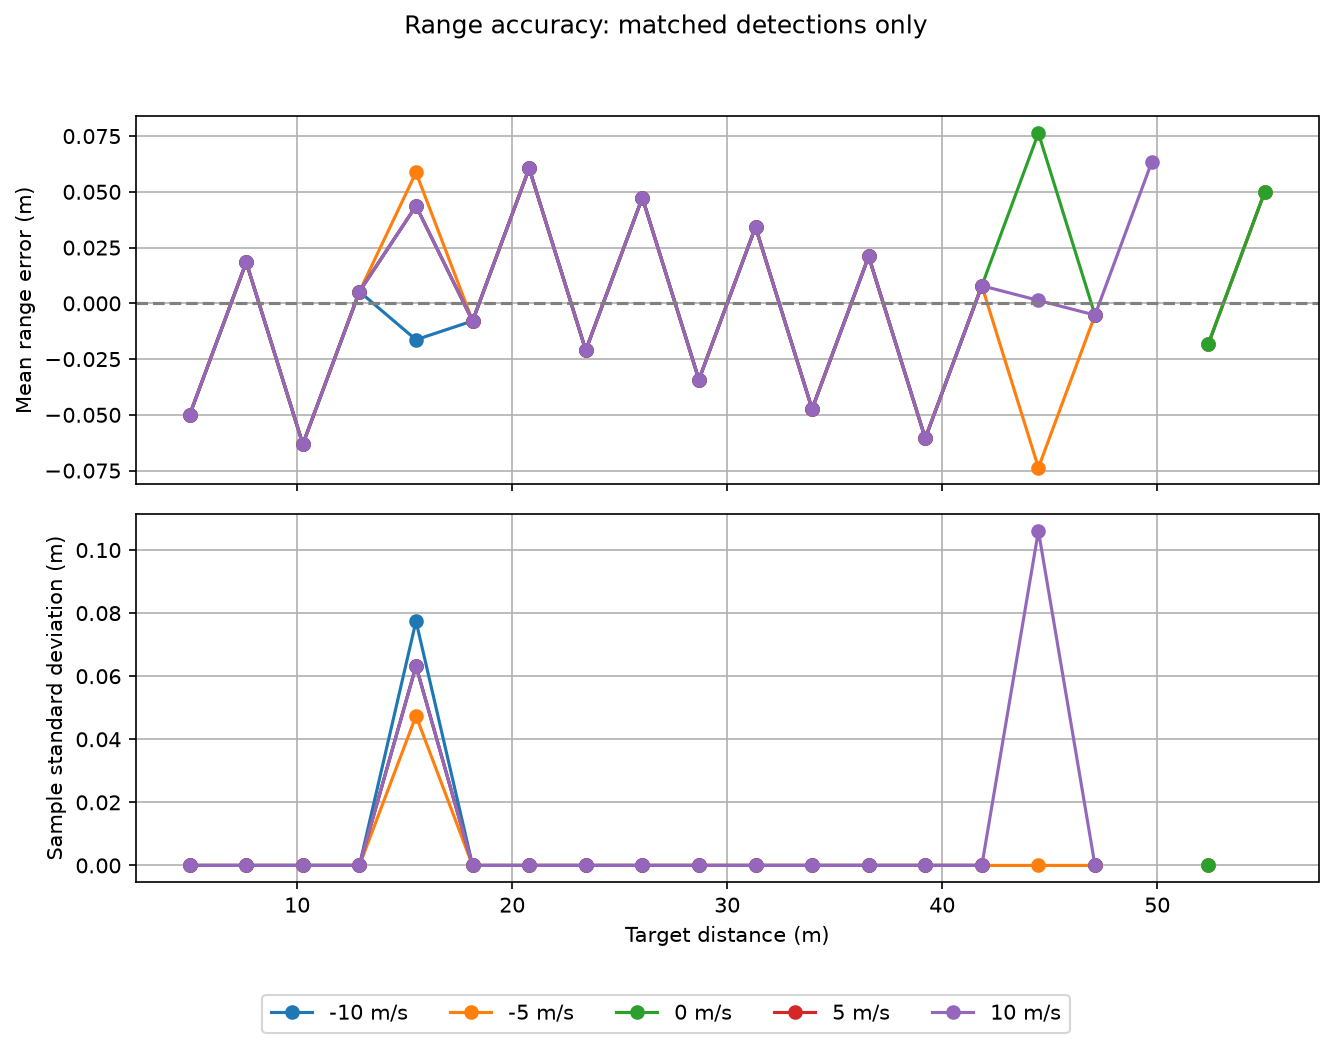 Range accuracy: matched detections only
Mean range error (m)
0.075
0.050
0.025
0.000
−0.025
−0.050
−0.075
Sample standard deviation (m)
0.10
0.08
0.06
0.04
0.02
0.00
10 20 30 40 50
Target distance (m)
-10 m/s -5 m/s 0 m/s 5 m/s 10 m/s